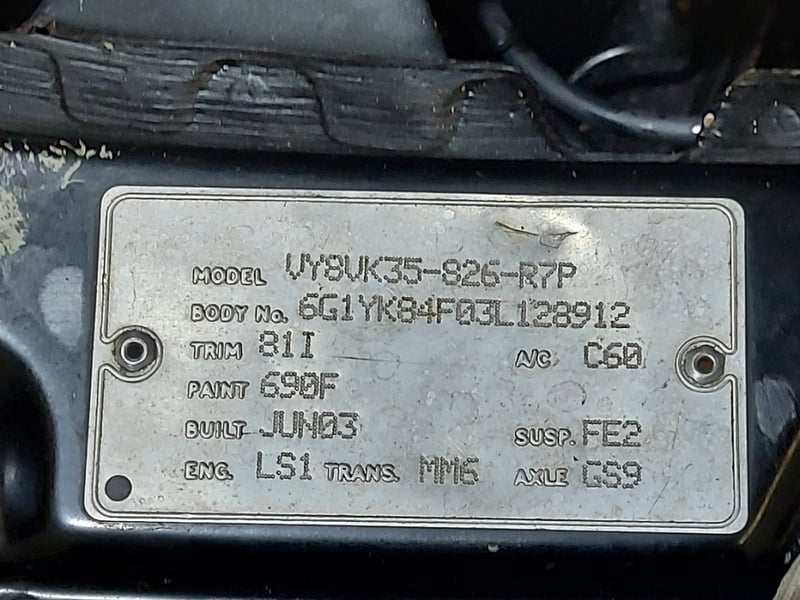 MODEL VY8VK35-826-R7P
BODY No. 6G1YK84F03L128912
TRIM 81I A/C C60
PAINT 690F
BUILT JUN03 SUSP. FE2
ENG. LS1 TRANS. MM6 AXLE GS9